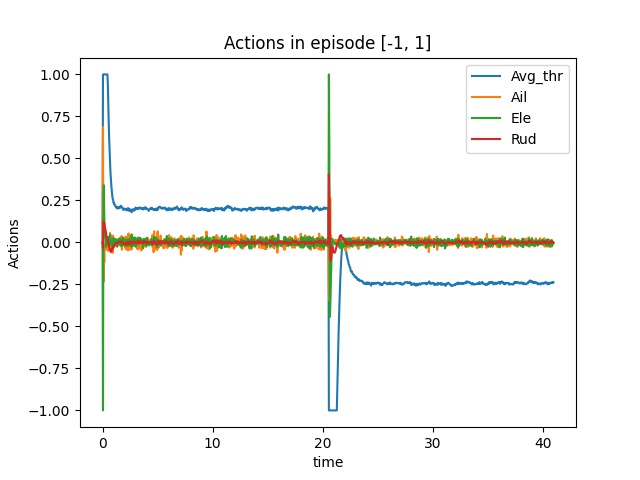 Actions in episode [-1, 1]
1.00
0.75
0.50
0.25
0.00
−0.25
−0.50
−0.75
−1.00
Actions
0 10 20 30 40
time
Avg_thr
Ail
Ele
Rud